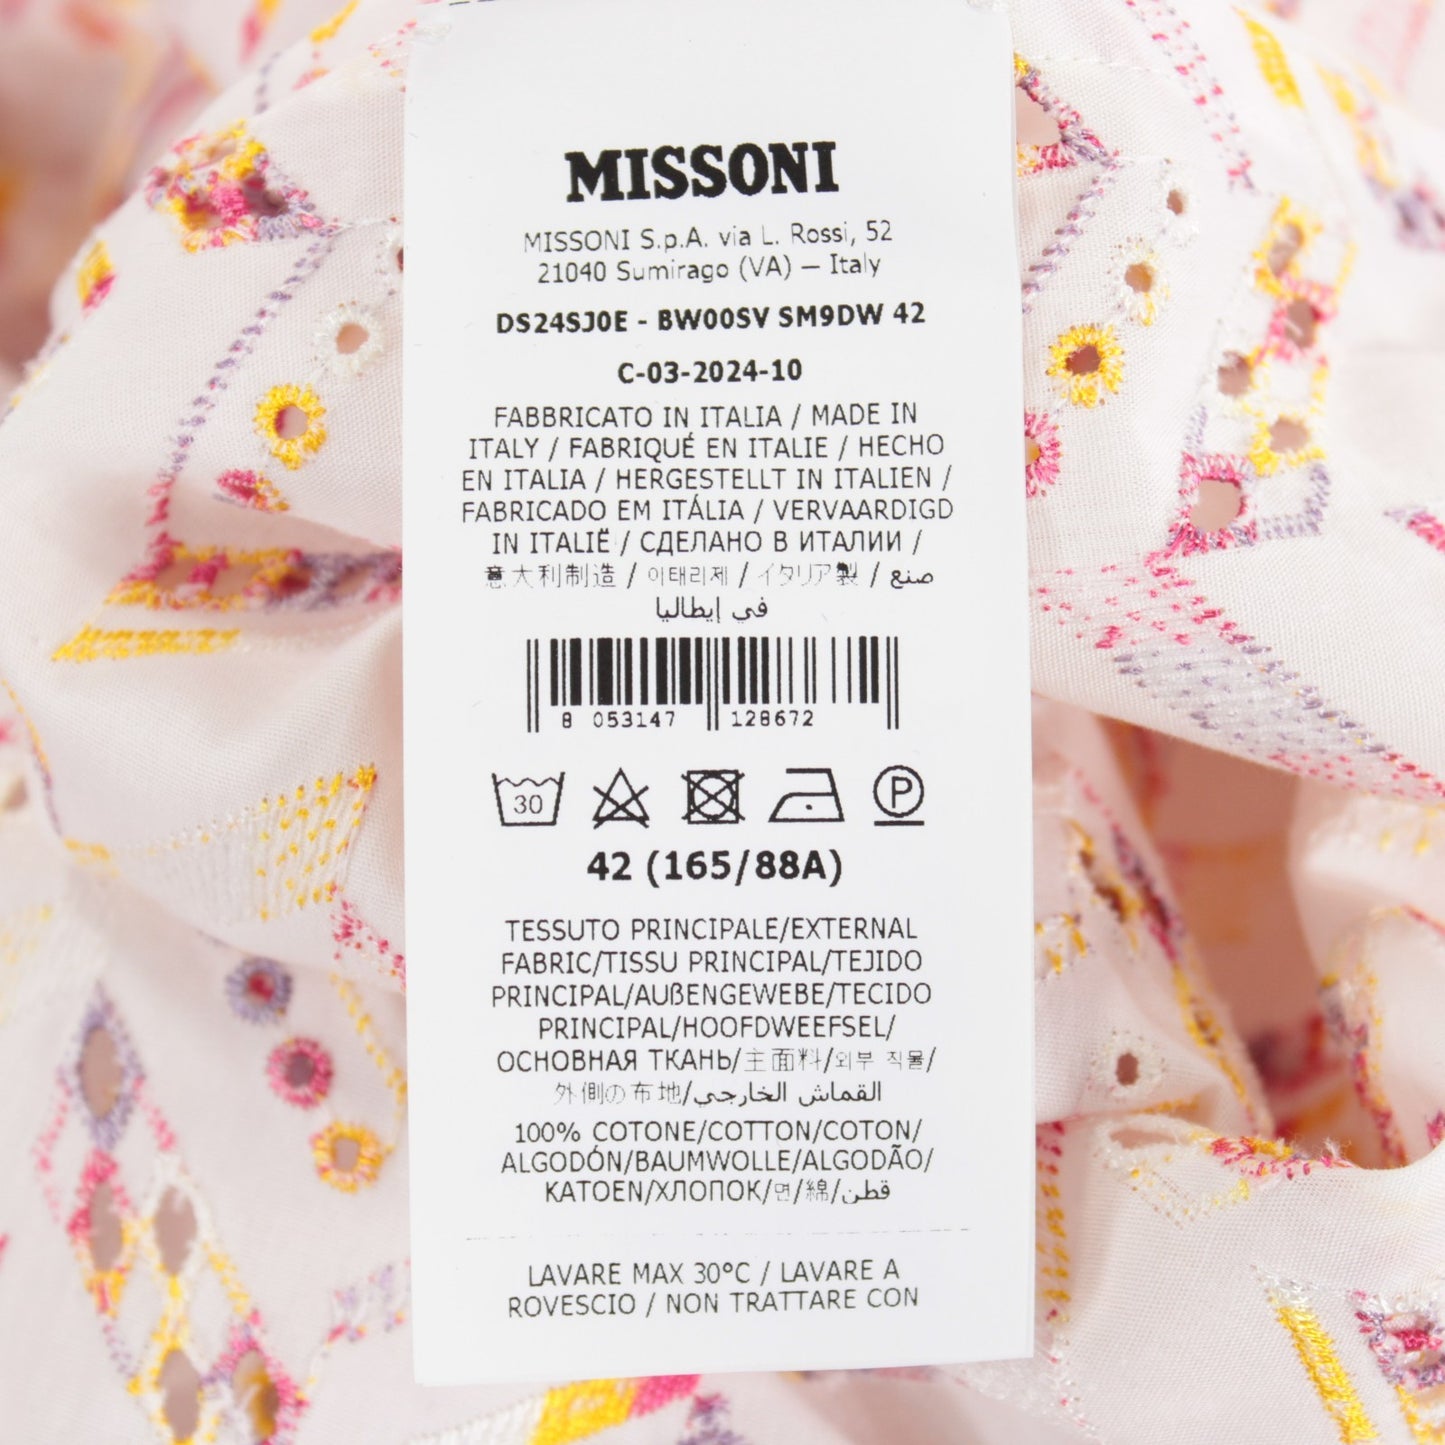 MISSONI
MISSONI S.p.A. via L. Rossi, 52
21040 Sumirago (VA) – Italy
DS24SJ0E - BW00SV SM9DW 42
C-03-2024-10
FABBRICATO IN ITALIA / MADE IN
ITALY / FABRIQUÉ EN ITALIE / HECHO
EN ITALIA / HERGESTELLT IN ITALIEN /
FABRICADO EM ITÁLIA / VERVAARDIGD
IN ITALIË / СДЕЛАНО В ИТАЛИИ /
意大利制造 / 이태리제 / イタリア製 / صنع
في إيطاليا
8 053147 128672
30 P
42 (165/88A)
TESSUTO PRINCIPALE/EXTERNAL
FABRIC/TISSU PRINCIPAL/TEJIDO
PRINCIPAL/AUßENGEWEBE/TECIDO
PRINCIPAL/HOOFDWEEFSEL/
ОСНОВНАЯ ТКАНЬ/主面料/외부 직물/
外側の布地/القماش الخارجي
100% COTONE/COTTON/COTON/
ALGODÓN/BAUMWOLLE/ALGODÃO/
KATOEN/ХЛОПОК/면/綿/قطن
LAVARE MAX 30°C / LAVARE A
ROVESCIO / NON TRATTARE CON